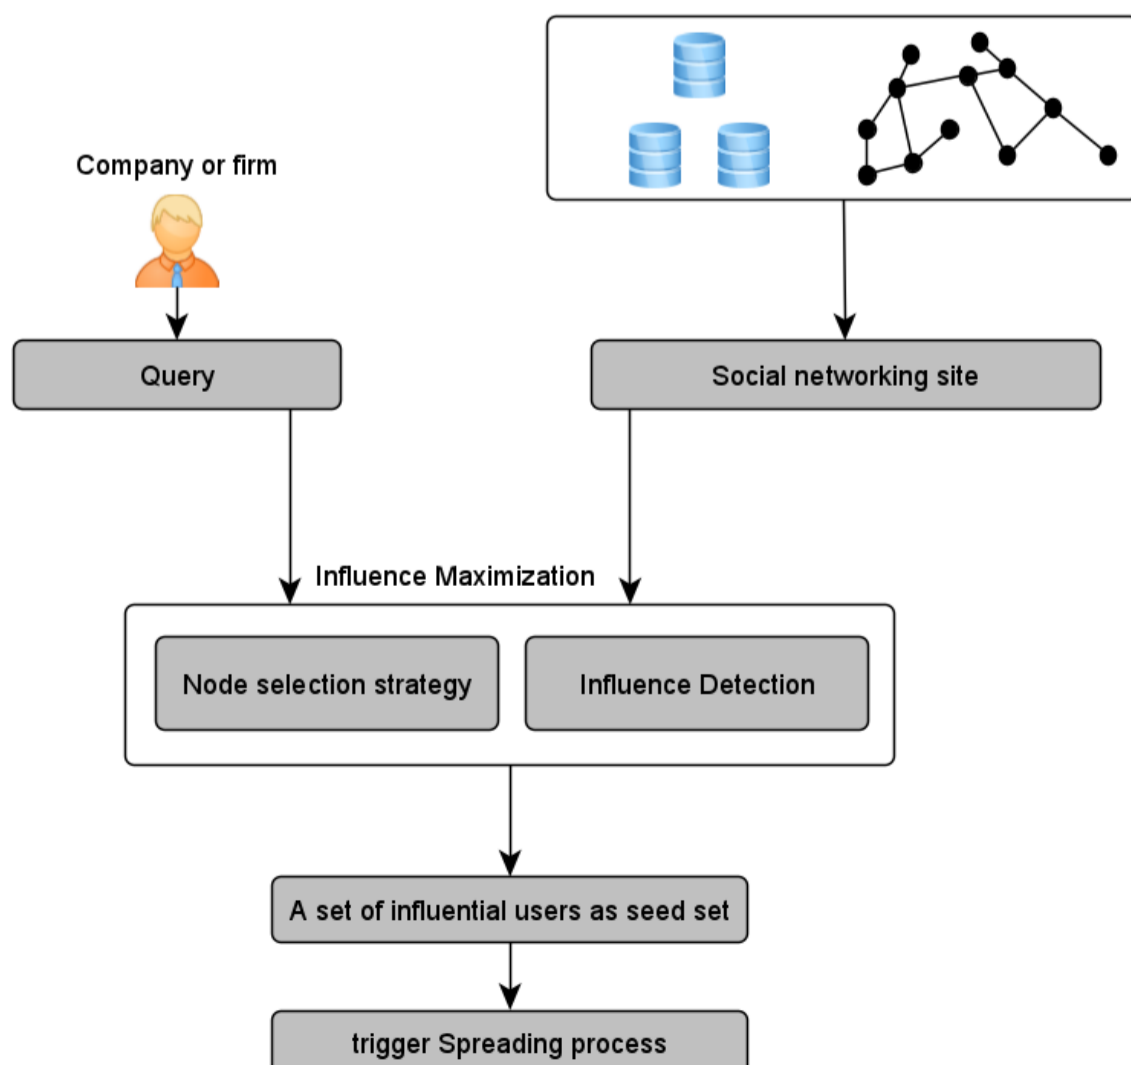 Company or firm
Query
Social networking site
Influence Maximization
Node selection strategy
Influence Detection
A set of influential users as seed set
trigger Spreading process